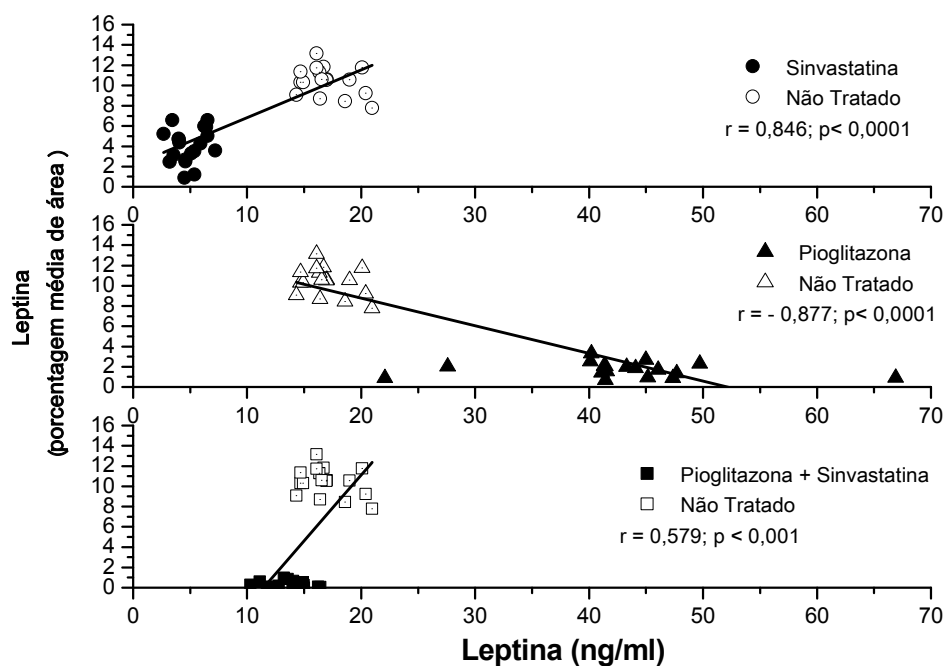 16
14
12
10
8
6
4
2
0
0 10 20 30 40 50 60 70
Sinvastatina
Não Tratado
r = 0,846; p< 0,0001
16
14
12
10
8
6
4
2
0
0 10 20 30 40 50 60 70
Pioglitazona
Não Tratado
r = - 0,877; p< 0,0001
16
14
12
10
8
6
4
2
0
0 10 20 30 40 50 60 70
Pioglitazona + Sinvastatina
Não Tratado
r = 0,579; p < 0,001
Leptina
(porcentagem média de área )
Leptina (ng/ml)